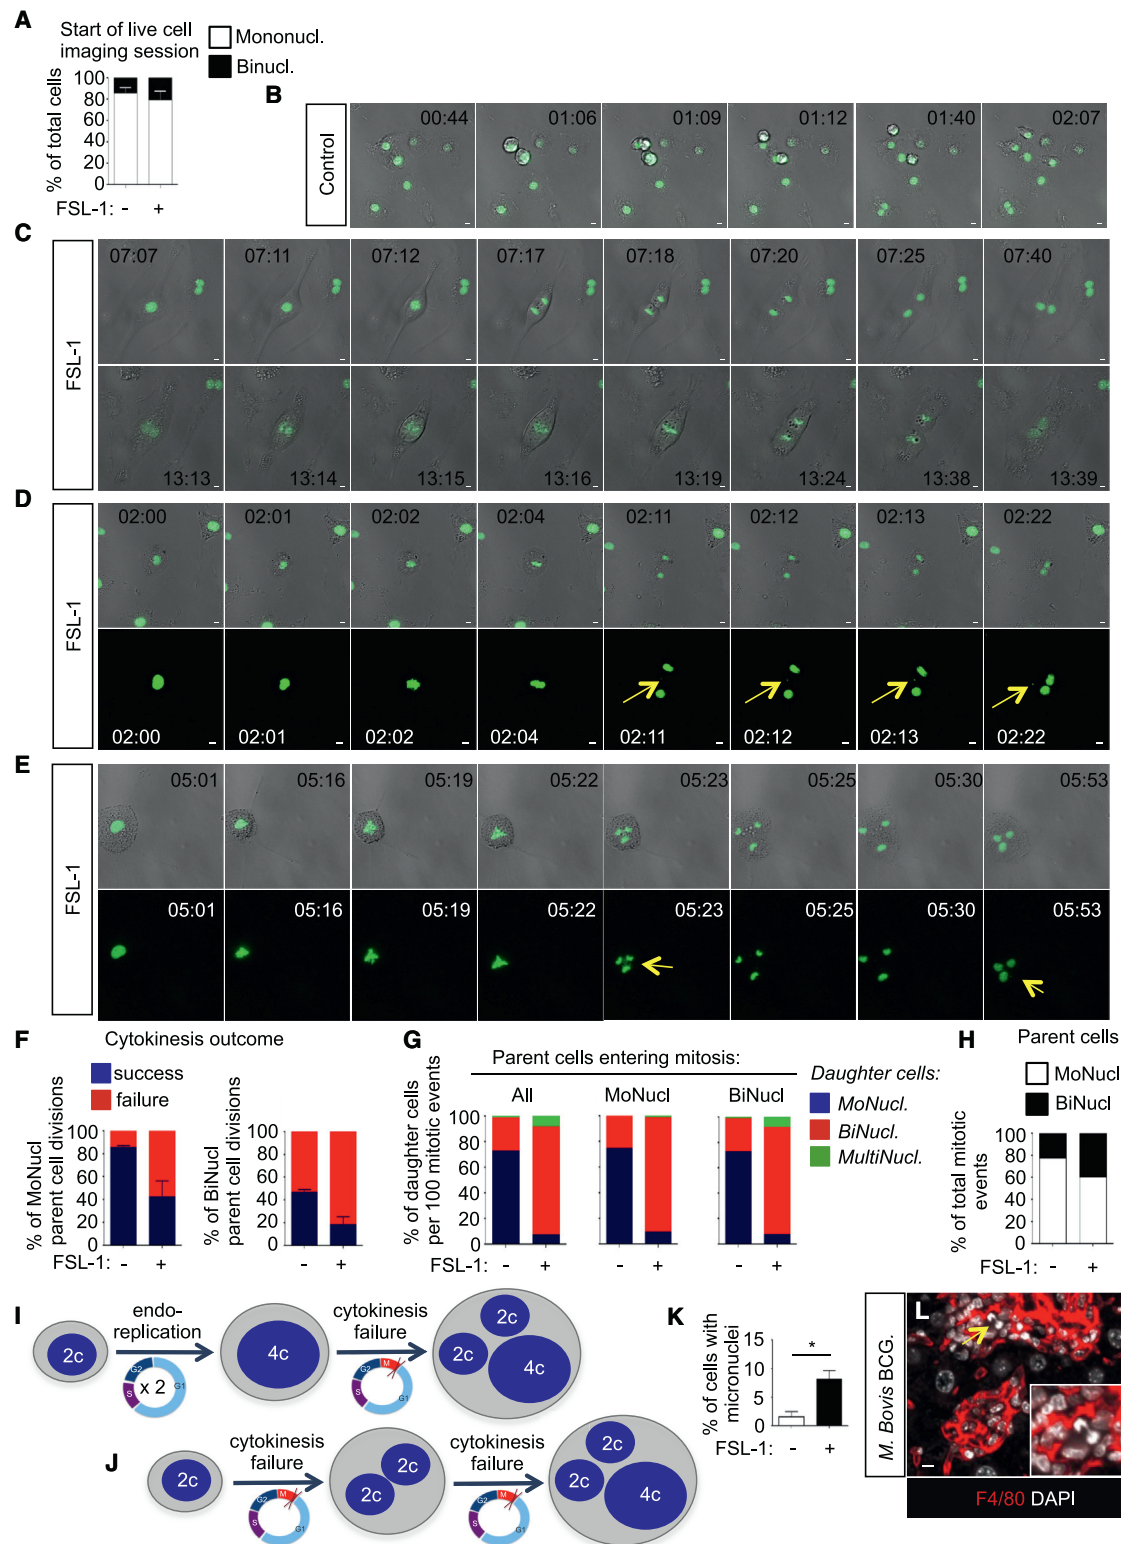 A
Start of live cell
imaging session
Mononucl.
Binucl.
% of total cells
100
80
60
40
20
0
FSL-1: - +
B
Control
00:44 01:06 01:09 01:12 01:40 02:07
C
FSL-1
07:07 07:11 07:12 07:17 07:18 07:20 07:25 07:40
13:13 13:14 13:15 13:16 13:19 13:24 13:38 13:39
D
FSL-1
02:00 02:01 02:02 02:04 02:11 02:12 02:13 02:22
02:00 02:01 02:02 02:04 02:11 02:12 02:13 02:22
E
FSL-1
05:01 05:16 05:19 05:22 05:23 05:25 05:30 05:53
05:01 05:16 05:19 05:22 05:23 05:25 05:30 05:53
F
Cytokinesis outcome
success
failure
% of MoNucl
parent cell divisions
100
80
60
40
20
0
FSL-1: - +
% of BiNucl
parent cell divisions
100
80
60
40
20
0
- +
G
Parent cells entering mitosis:
All MoNucl BiNucl
% of daughter cells
per 100 mitotic events
100
80
60
40
20
0
FSL-1: - + - + - +
Daughter cells:
MoNucl.
BiNucl.
MultiNucl.
H
Parent cells
MoNucl
BiNucl
% of total mitotic
events
100
80
60
40
20
0
FSL-1: - +
I
2c
endo-
replication
G2
S
G1
x 2
4c
cytokinesis
failure
G2
M
S
G1
2c
2c
4c
J
2c
cytokinesis
failure
G2
M
S
G1
2c
2c
cytokinesis
failure
G2
M
S
G1
2c
2c
4c
K
% of cells with
micronuclei
15
10
5
0
*
FSL-1: - +
L
M. Bovis BCG.
F4/80 DAPI